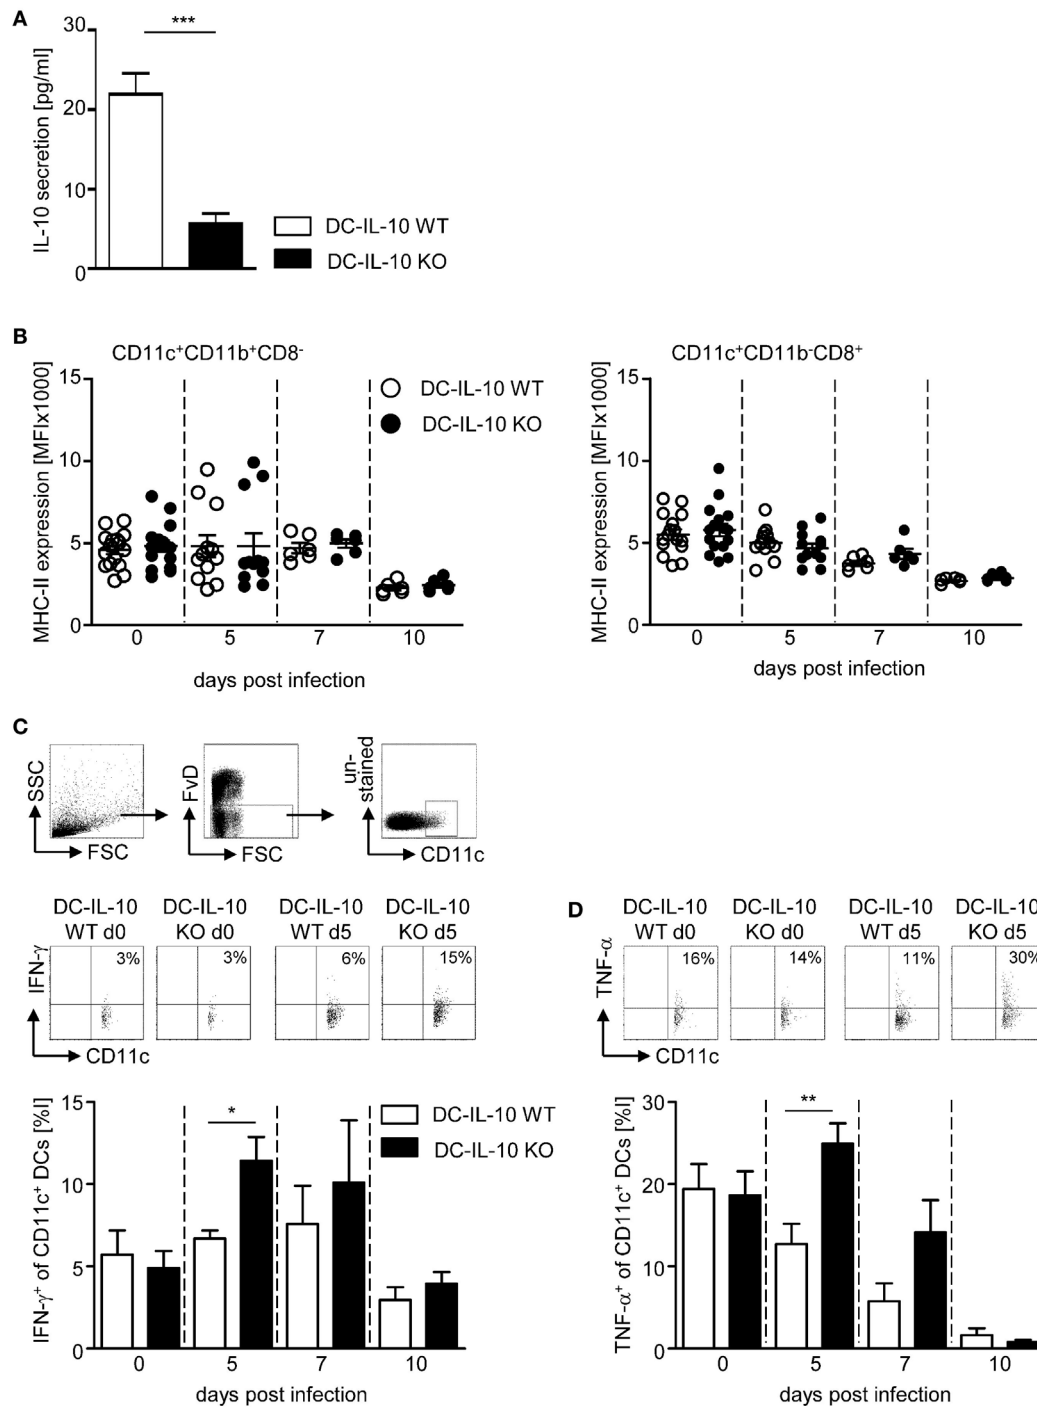 A
IL-10 secretion [pg/ml]
30
20
10
0
***
DC-IL-10 WT
DC-IL-10 KO
B
CD11c⁺CD11b⁺CD8⁻
MHC-II expression [MFIx1000]
15
10
5
0
DC-IL-10 WT
DC-IL-10 KO
0 5 7 10
days post infection
CD11c⁺CD11b⁻CD8⁺
MHC-II expression [MFIx1000]
15
10
5
0
0 5 7 10
days post infection
C
SSC
FSC
FvD
FSC
un-
stained
CD11c
DC-IL-10
WT d0
DC-IL-10
KO d0
DC-IL-10
WT d5
DC-IL-10
KO d5
IFN-γ
3%
3%
6%
15%
CD11c
IFN-γ⁺ of CD11c⁺ DCs [%]
15
10
5
0
*
DC-IL-10 WT
DC-IL-10 KO
0 5 7 10
days post infection
D
DC-IL-10
WT d0
DC-IL-10
KO d0
DC-IL-10
WT d5
DC-IL-10
KO d5
TNF-α
16%
14%
11%
30%
CD11c
TNF-α⁺ of CD11c⁺ DCs [%]
30
20
10
0
**
0 5 7 10
days post infection